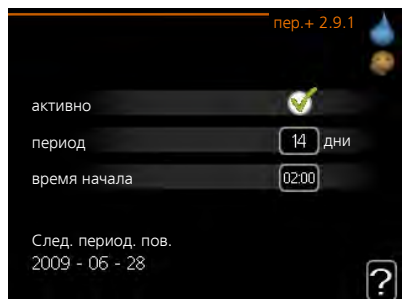 пер.+ 2.9.1
активно
период 14 дни
время начала 02:00
След. период. пов.
2009 - 06 - 28
?